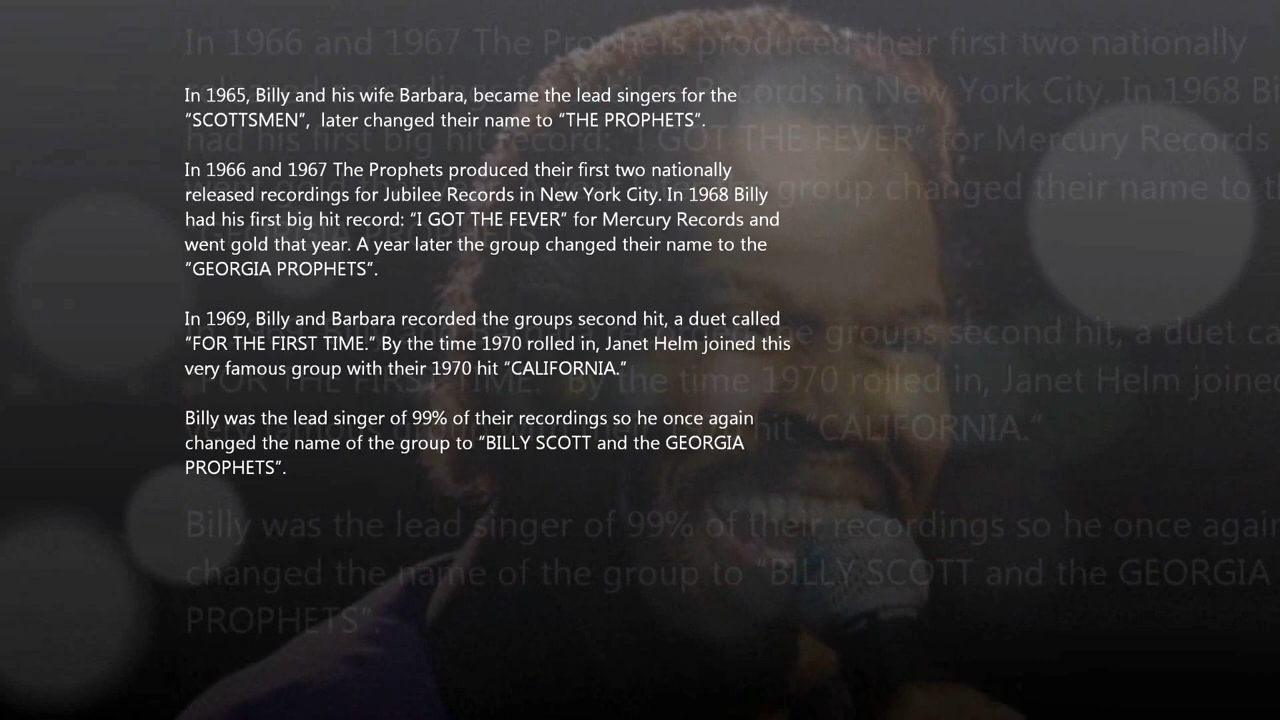 In 1965, Billy and his wife Barbara, became the lead singers for the
“SCOTTSMEN”,  later changed their name to “THE PROPHETS”.
In 1966 and 1967 The Prophets produced their first two nationally
released recordings for Jubilee Records in New York City. In 1968 Billy
had his first big hit record: “I GOT THE FEVER” for Mercury Records and
went gold that year. A year later the group changed their name to the
“GEORGIA PROPHETS”.
In 1969, Billy and Barbara recorded the groups second hit, a duet called
“FOR THE FIRST TIME.” By the time 1970 rolled in, Janet Helm joined this
very famous group with their 1970 hit “CALIFORNIA.”
Billy was the lead singer of 99% of their recordings so he once again
changed the name of the group to “BILLY SCOTT and the GEORGIA
PROPHETS”.